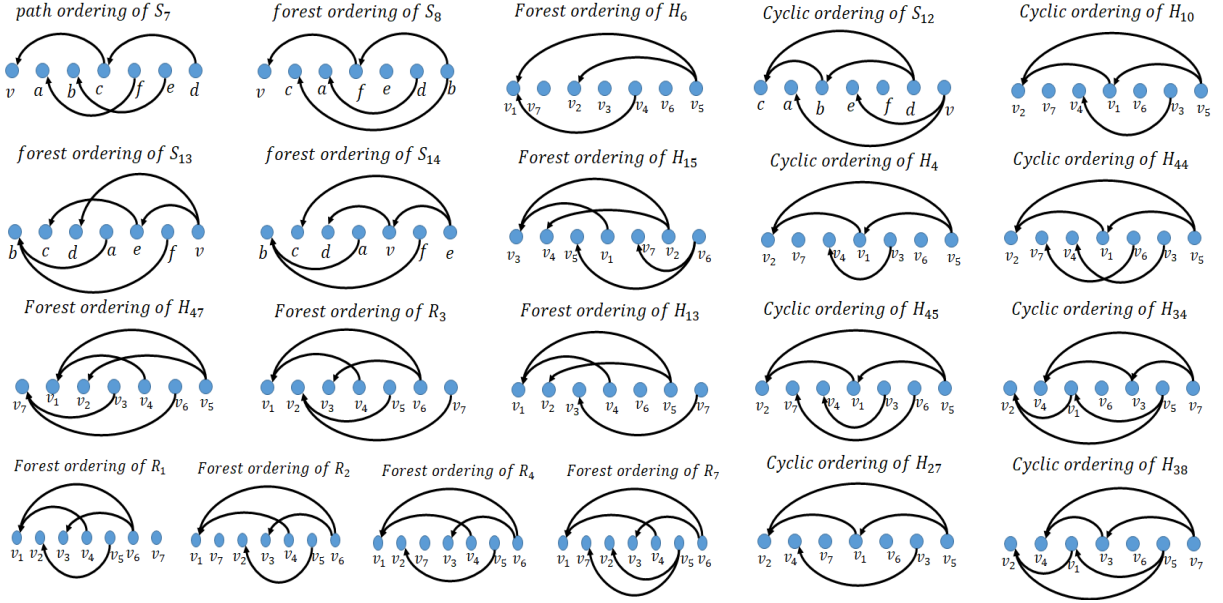 path ordering of S₇
v a b c f e d
forest ordering of S₈
v c a f e d b
Forest ordering of H₆
v₁ v₇ v₂ v₃ v₄ v₆ v₅
Cyclic ordering of S₁₂
c a b e f d v
Cyclic ordering of H₁₀
v₂ v₇ v₄ v₁ v₆ v₃ v₅
forest ordering of S₁₃
b c d a e f v
forest ordering of S₁₄
b c d a v f e
Forest ordering of H₁₅
v₃ v₄ v₅ v₁ v₇ v₂ v₆
Cyclic ordering of H₄
v₂ v₇ v₄ v₁ v₃ v₆ v₅
Cyclic ordering of H₄₄
v₂ v₇ v₄ v₁ v₆ v₃ v₅
Forest ordering of H₄₇
v₇ v₁ v₂ v₃ v₄ v₆ v₅
Forest ordering of R₃
v₁ v₂ v₃ v₄ v₅ v₆ v₇
Forest ordering of H₁₃
v₁ v₂ v₃ v₄ v₆ v₅ v₇
Cyclic ordering of H₄₅
v₂ v₇ v₄ v₁ v₃ v₆ v₅
Cyclic ordering of H₃₄
v₂ v₄ v₁ v₆ v₃ v₅ v₇
Forest ordering of R₁
v₁ v₂ v₃ v₄ v₅ v₆ v₇
Forest ordering of R₂
v₁ v₇ v₂ v₃ v₄ v₅ v₆
Forest ordering of R₄
v₁ v₂ v₇ v₃ v₄ v₅ v₆
Forest ordering of R₇
v₁ v₇ v₂ v₃ v₄ v₅ v₆
Cyclic ordering of H₂₇
v₂ v₄ v₇ v₁ v₆ v₃ v₅
Cyclic ordering of H₃₈
v₂ v₄ v₁ v₃ v₆ v₅ v₇